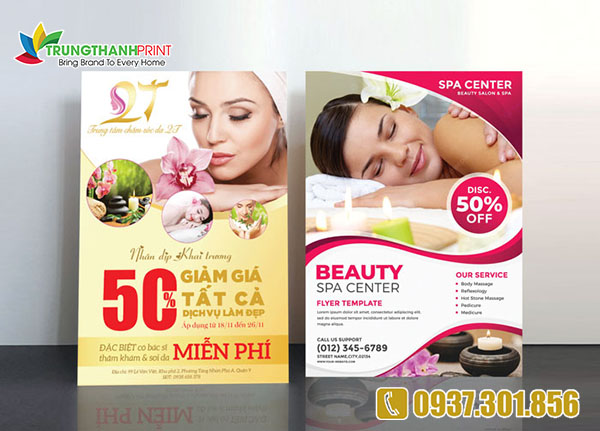 TRUNGTHANHPRINT
Bring Brand To Every Home
2T
Trung tâm chăm sóc da 2T
Nhân dịp Khai trương
50%
GIẢM GIÁ
TẤT CẢ
DỊCH VỤ LÀM ĐẸP
Áp dụng từ 18/11 đến 26/11
ĐẶC BIỆT có bác sĩ
thăm khám & soi da MIỄN PHÍ
SPA CENTER
BEAUTY SALON & SPA
DISC.
50%
OFF
BEAUTY
SPA CENTER
FLYER TEMPLATE
CALL US SUPPORT
(012) 345-6789
STREET NAME,CITY,03134
OUR SERVICE
Body Massage
Reflexology
Hot Stone Massage
Pedicure
Medicure
0937.301.856